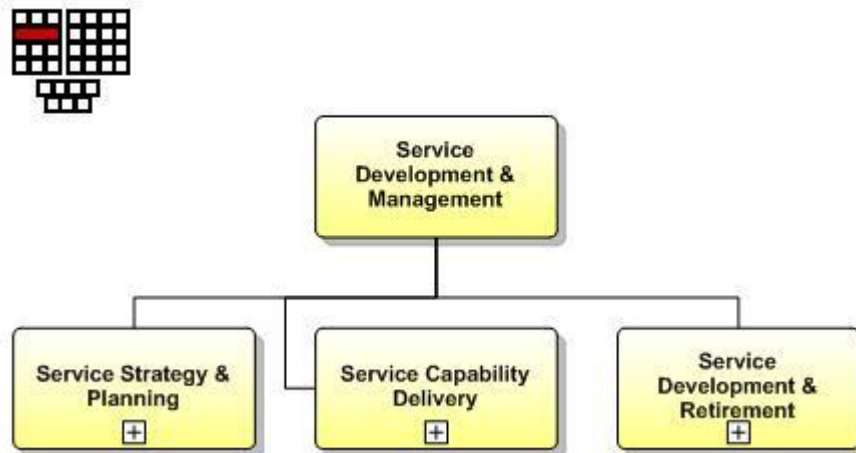 Service
Development &
Management
Service Strategy &
Planning
Service Capability
Delivery
Service
Development &
Retirement